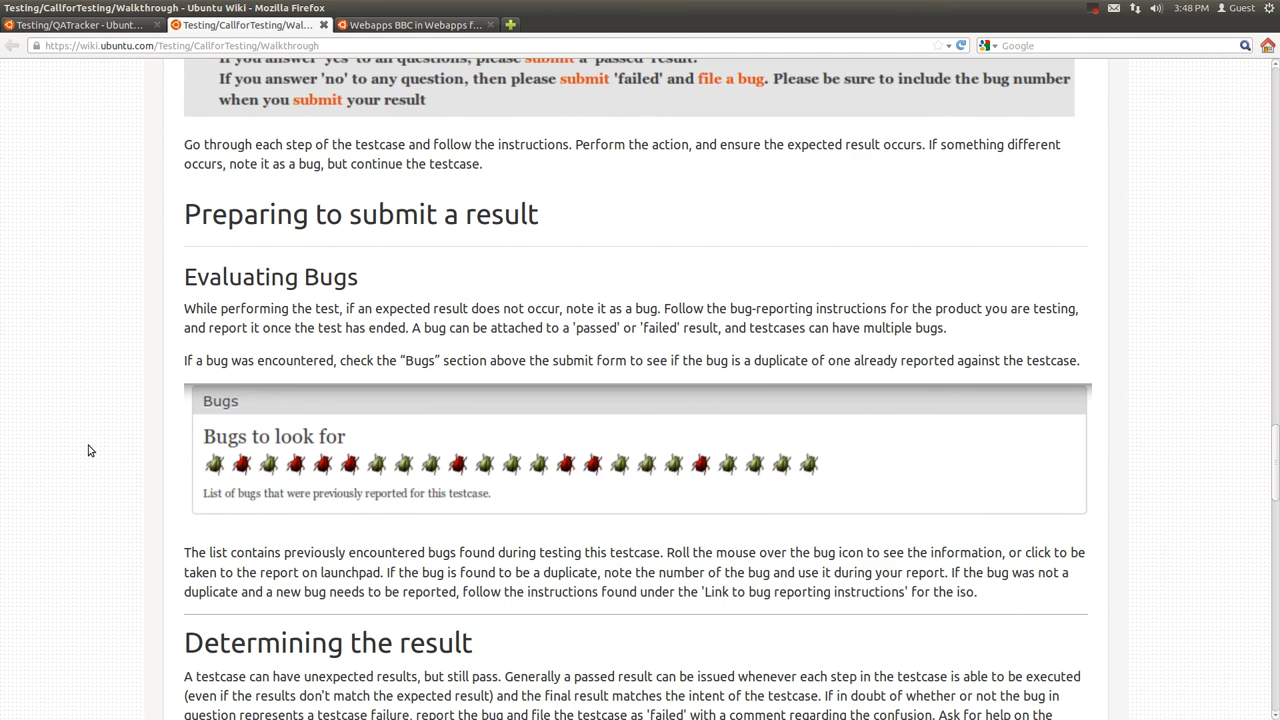 Testing/CallforTesting/Walkthrough - Ubuntu Wiki - Mozilla Firefox
3:48 PM Guest
Testing/QATracker - Ubunt...
Testing/CallforTesting/Wal...
Webapps BBC in Webapps f...
https://wiki.ubuntu.com/Testing/CallforTesting/Walkthrough
Google
If you answer 'yes' to all questions, please submit a 'passed' result.
If you answer 'no' to any question, then please submit 'failed' and file a bug. Please be sure to include the bug number
when you submit your result
Go through each step of the testcase and follow the instructions. Perform the action, and ensure the expected result occurs. If something different
occurs, note it as a bug, but continue the testcase.
Preparing to submit a result
Evaluating Bugs
While performing the test, if an expected result does not occur, note it as a bug. Follow the bug-reporting instructions for the product you are testing,
and report it once the test has ended. A bug can be attached to a 'passed' or 'failed' result, and testcases can have multiple bugs.
If a bug was encountered, check the “Bugs” section above the submit form to see if the bug is a duplicate of one already reported against the testcase.
Bugs
Bugs to look for
List of bugs that were previously reported for this testcase.
The list contains previously encountered bugs found during testing this testcase. Roll the mouse over the bug icon to see the information, or click to be
taken to the report on launchpad. If the bug is found to be a duplicate, note the number of the bug and use it during your report. If the bug was not a
duplicate and a new bug needs to be reported, follow the instructions found under the 'Link to bug reporting instructions' for the iso.
Determining the result
A testcase can have unexpected results, but still pass. Generally a passed result can be issued whenever each step in the testcase is able to be executed
(even if the results don't match the expected result) and the final result matches the intent of the testcase. If in doubt of whether or not the bug in
question represents a testcase failure, report the bug and file the testcase as 'failed' with a comment regarding the confusion. Ask for help on the